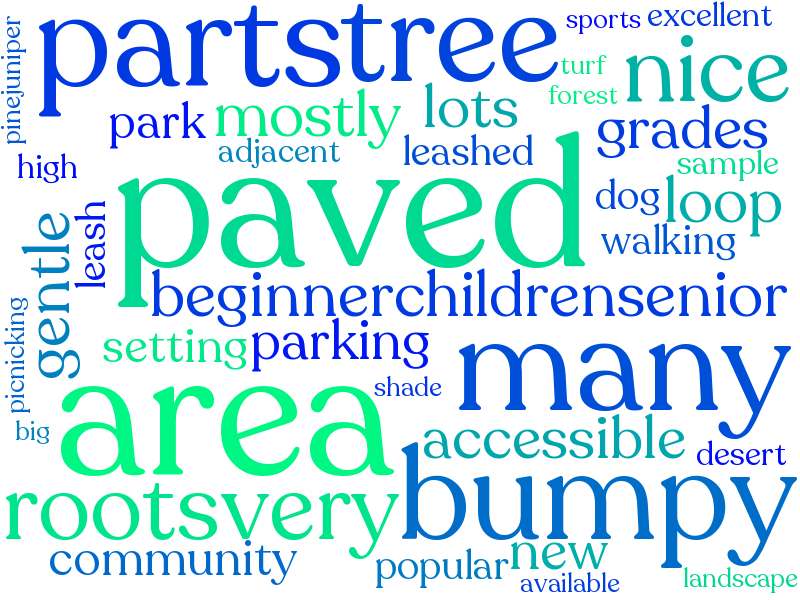 partstree
sports
excellent
pinejuniper
turf
forest
nice
park
mostly
lots
grades
adjacent
leashed
sample
high
paved
dog
loop
leash
walking
gentle
beginnerchildrensenior
picnicking
setting
parking
many
shade
big
area
accessible
desert
rootsvery
bumpy
community
popular
new
available
landscape